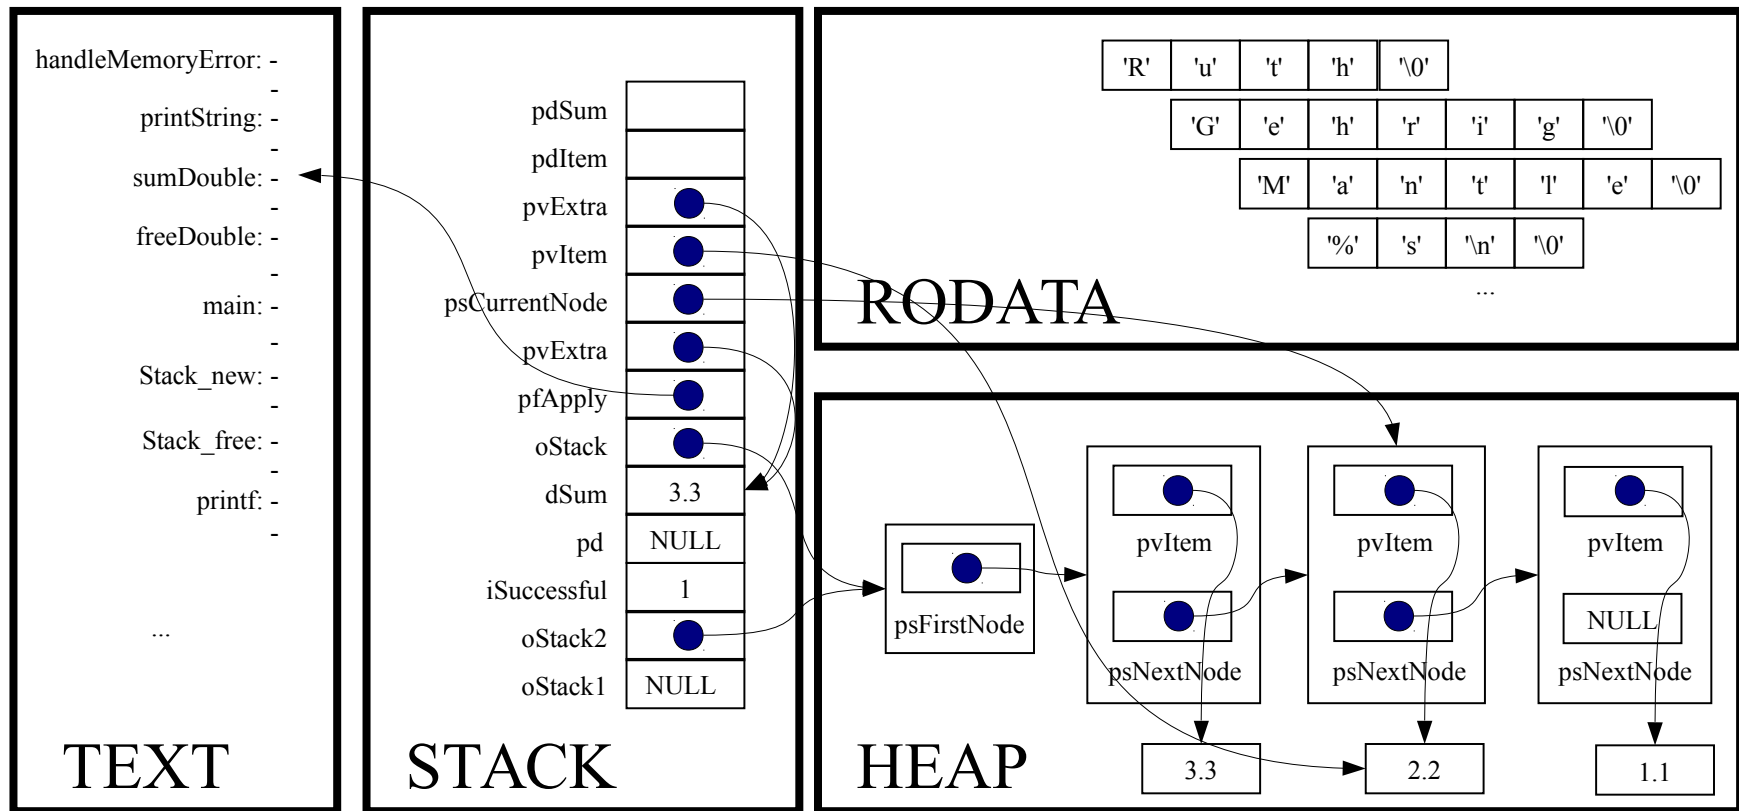 handleMemoryError: -
-
printString: -
-
sumDouble: -
-
freeDouble: -
-
main: -
-
Stack_new: -
-
Stack_free: -
-
printf: -
-
...
TEXT
pdSum
pdItem
pvExtra
pvItem
psCurrentNode
pvExtra
pfApply
oStack
dSum 3.3
pd NULL
iSuccessful 1
oStack2
oStack1 NULL
STACK
'R' 'u' 't' 'h' '\0'
'G' 'e' 'h' 'r' 'i' 'g' '\0'
'M' 'a' 'n' 't' 'l' 'e' '\0'
'%' 's' '\n' '\0'
...
RODATA
psFirstNode
pvItem pvItem pvItem
NULL
psNextNode psNextNode psNextNode
3.3 2.2 1.1
HEAP